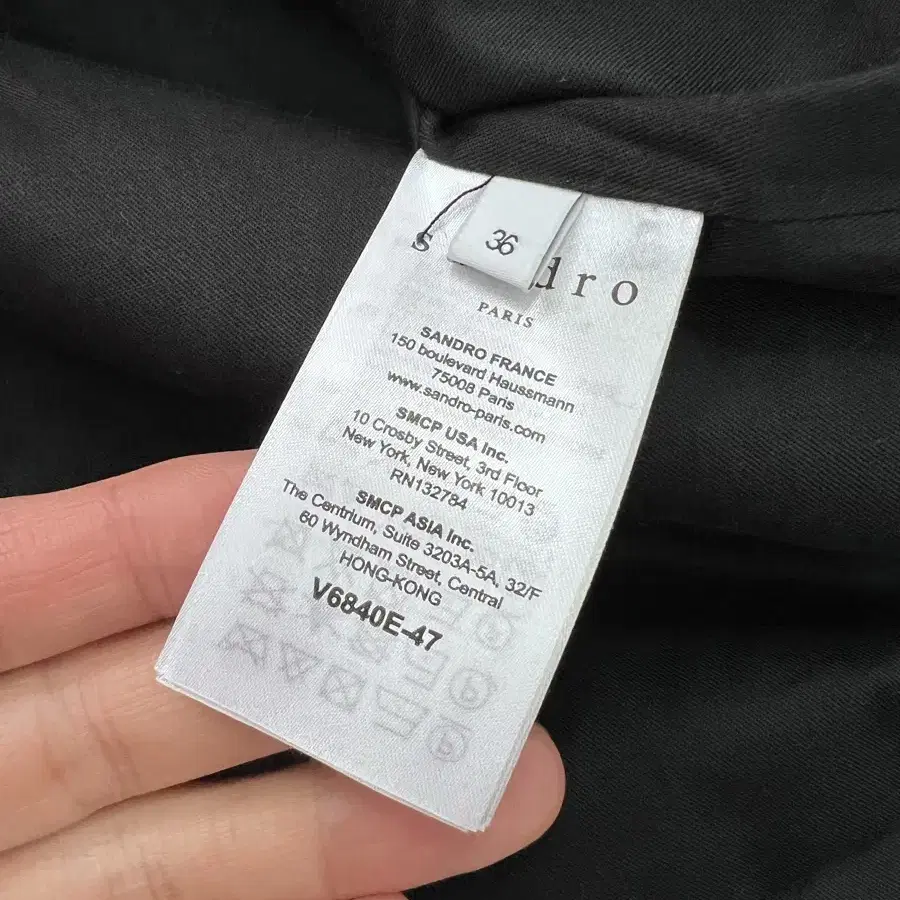 36
s dro
PARIS
SANDRO FRANCE
150 boulevard Haussmann
75008 Paris
www.sandro-paris.com
SMCP USA Inc.
10 Crosby Street, 3rd Floor
New York, New York 10013
RN132784
SMCP ASIA Inc.
The Centrium, Suite 3203A-5A, 32/F
60 Wyndham Street, Central
HONG-KONG
V6840E-47